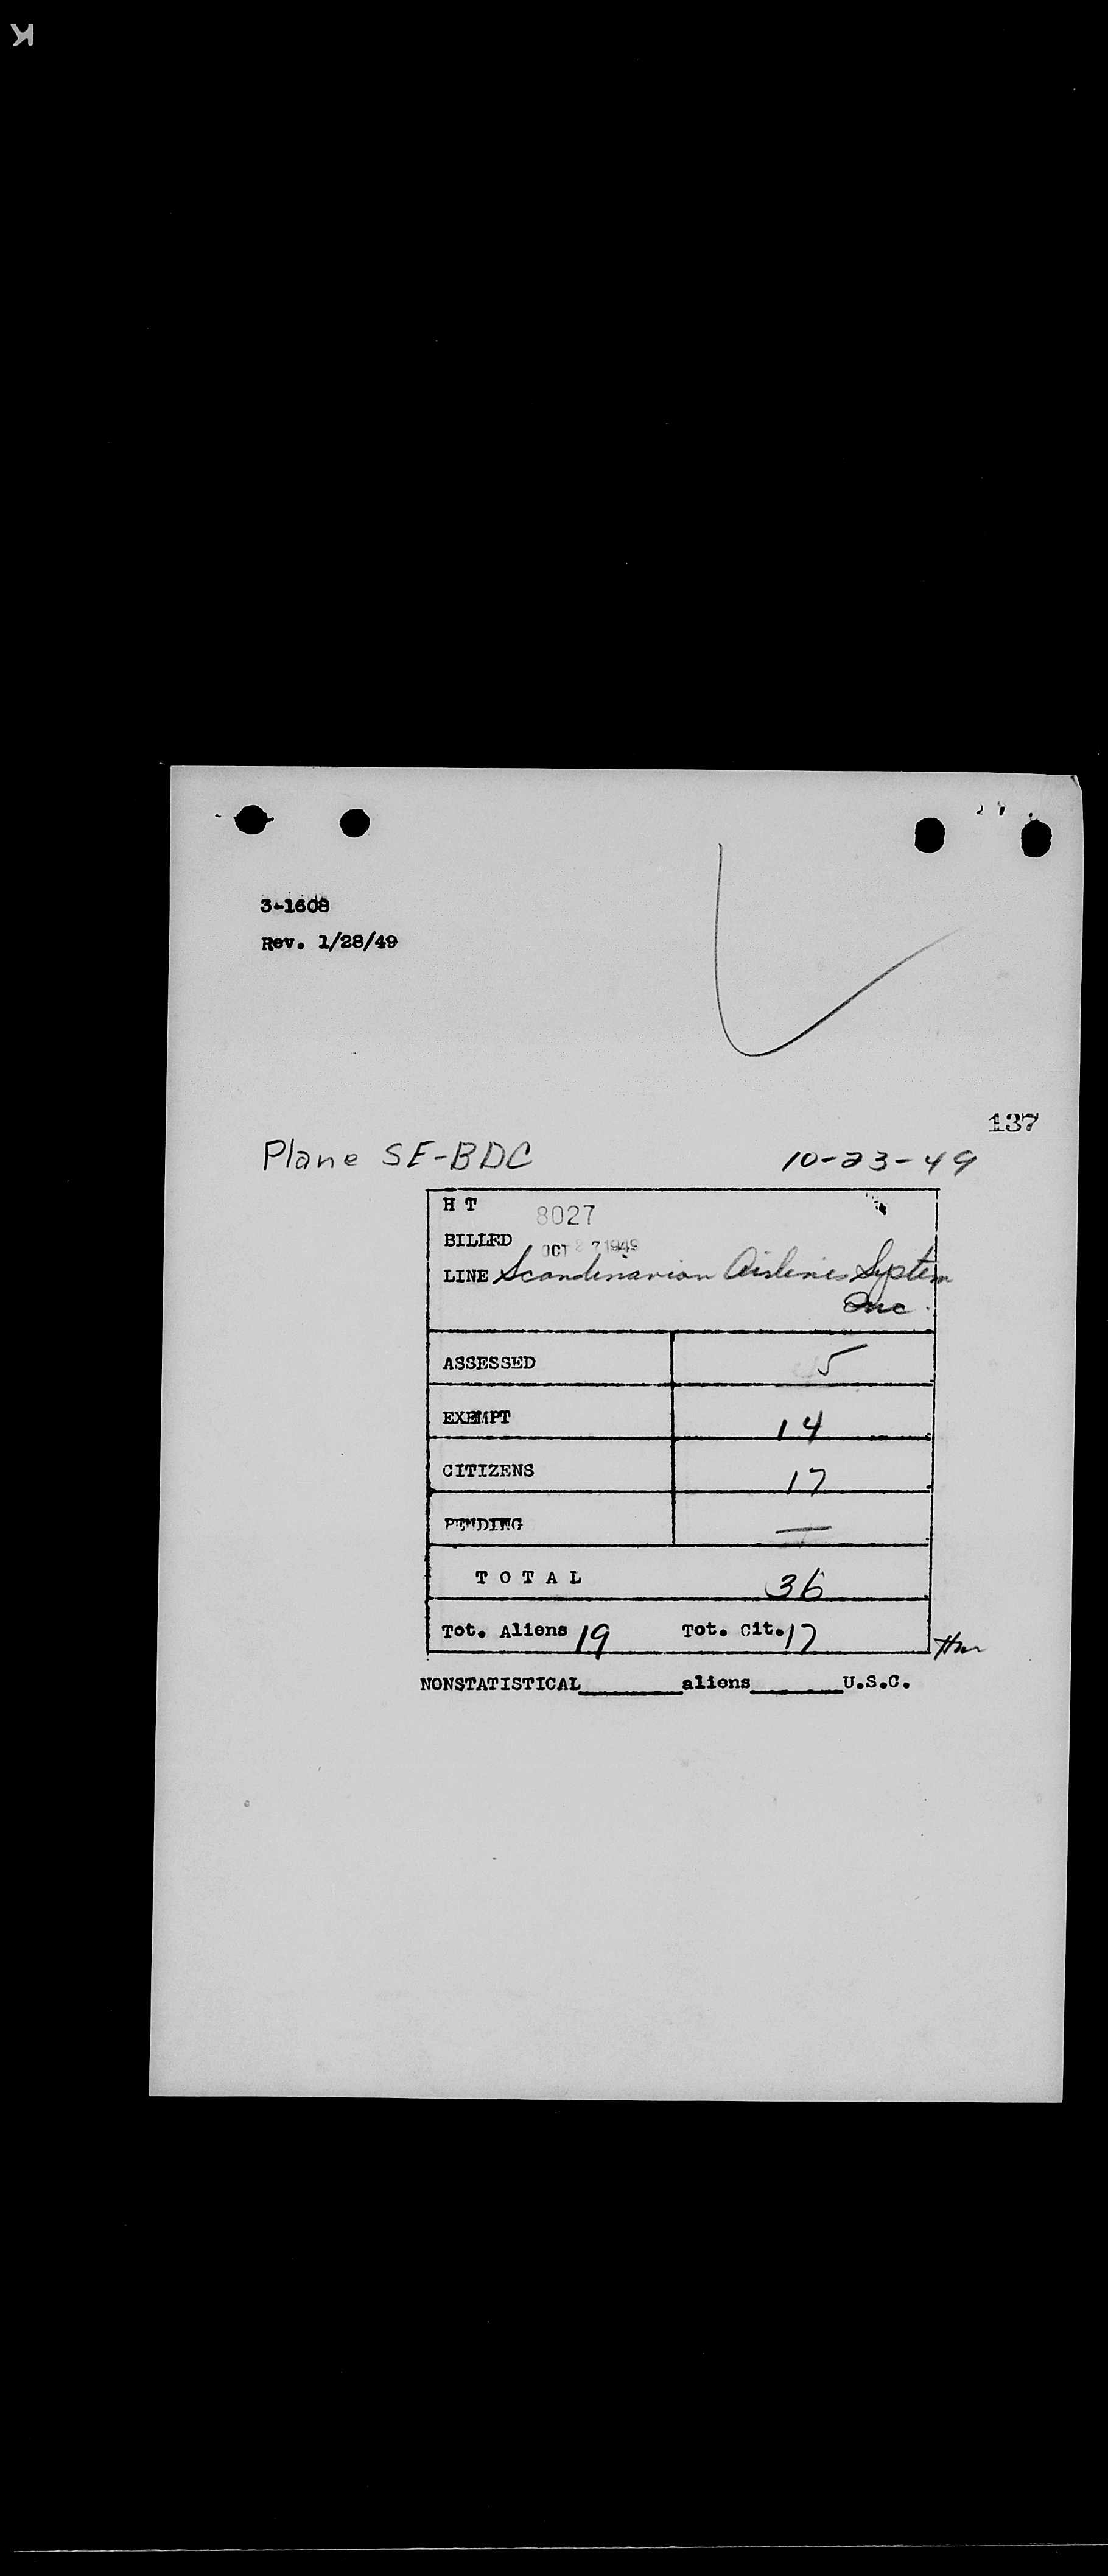 K
3-1608
Rev. 1/28/49
137
Plane SE-BDC 10-23-49
H T 8027
BILLED OCT 27 1949
LINE Scandinavian Airlines System
Inc.
ASSESSED 5
EXEMPT 14
CITIZENS 17
PENDING —
TOTAL 36
Tot. Aliens 19 Tot. Cit. 17
NONSTATISTICAL______aliens______U.S.C.